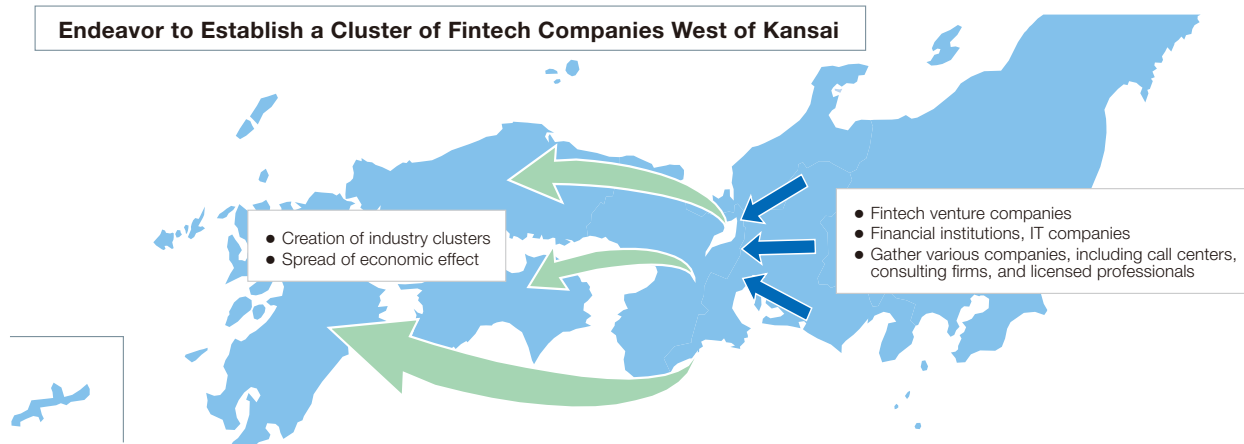 Endeavor to Establish a Cluster of Fintech Companies West of Kansai
● Creation of industry clusters
● Spread of economic effect
● Fintech venture companies
● Financial institutions, IT companies
● Gather various companies, including call centers,
consulting firms, and licensed professionals